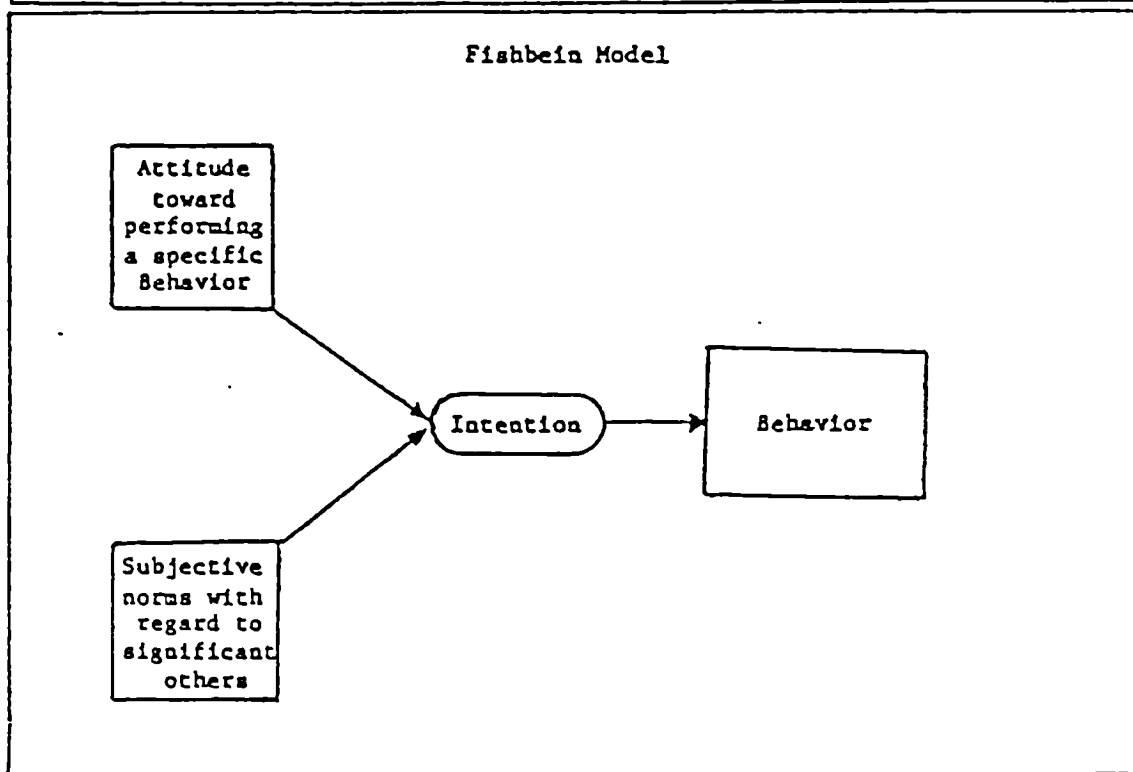 Fishbein Model
Attitude
toward
performing
a specific
Behavior
Intention
Behavior
Subjective
norms with
regard to
significant
others